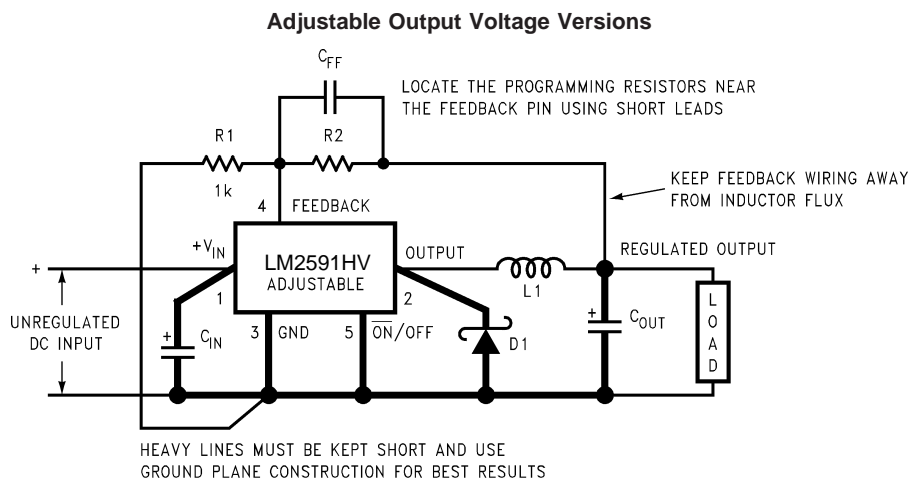 Adjustable Output Voltage Versions
CFF
LOCATE THE PROGRAMMING RESISTORS NEAR
THE FEEDBACK PIN USING SHORT LEADS
R1
R2
1k
KEEP FEEDBACK WIRING AWAY
FROM INDUCTOR FLUX
4
FEEDBACK
+VIN
OUTPUT
REGULATED OUTPUT
+
LM2591HV
ADJUSTABLE
L1
1
2
UNREGULATED
DC INPUT
+
CIN
3
GND
5
ON/OFF
D1
+
COUT
LOAD
HEAVY LINES MUST BE KEPT SHORT AND USE
GROUND PLANE CONSTRUCTION FOR BEST RESULTS